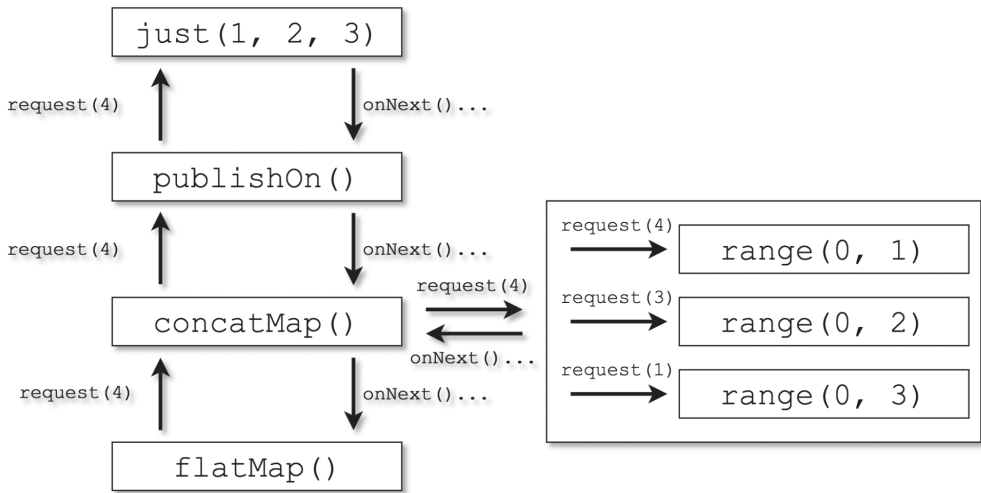 just(1, 2, 3)
request(4)
onNext()...
publishOn()
request(4)
onNext()...
concatMap()
request(4)
onNext()...
request(4)
range(0, 1)
request(3)
range(0, 2)
request(1)
range(0, 3)
request(4)
onNext()...
flatMap()